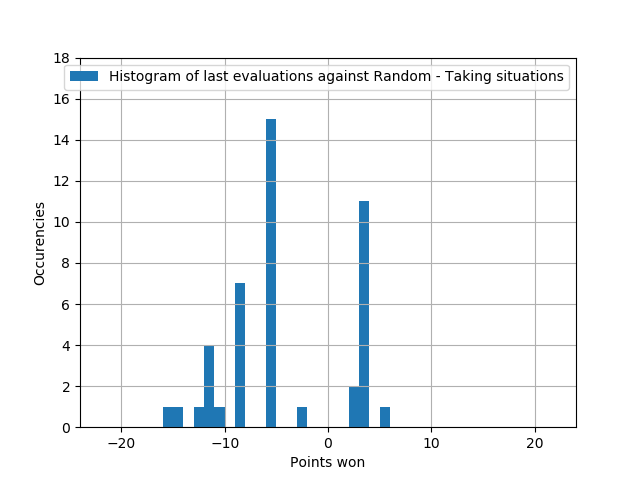 Histogram of last evaluations against Random - Taking situations
18
16
14
12
10
8
6
4
2
0
Occurencies
−20 −10 0 10 20
Points won